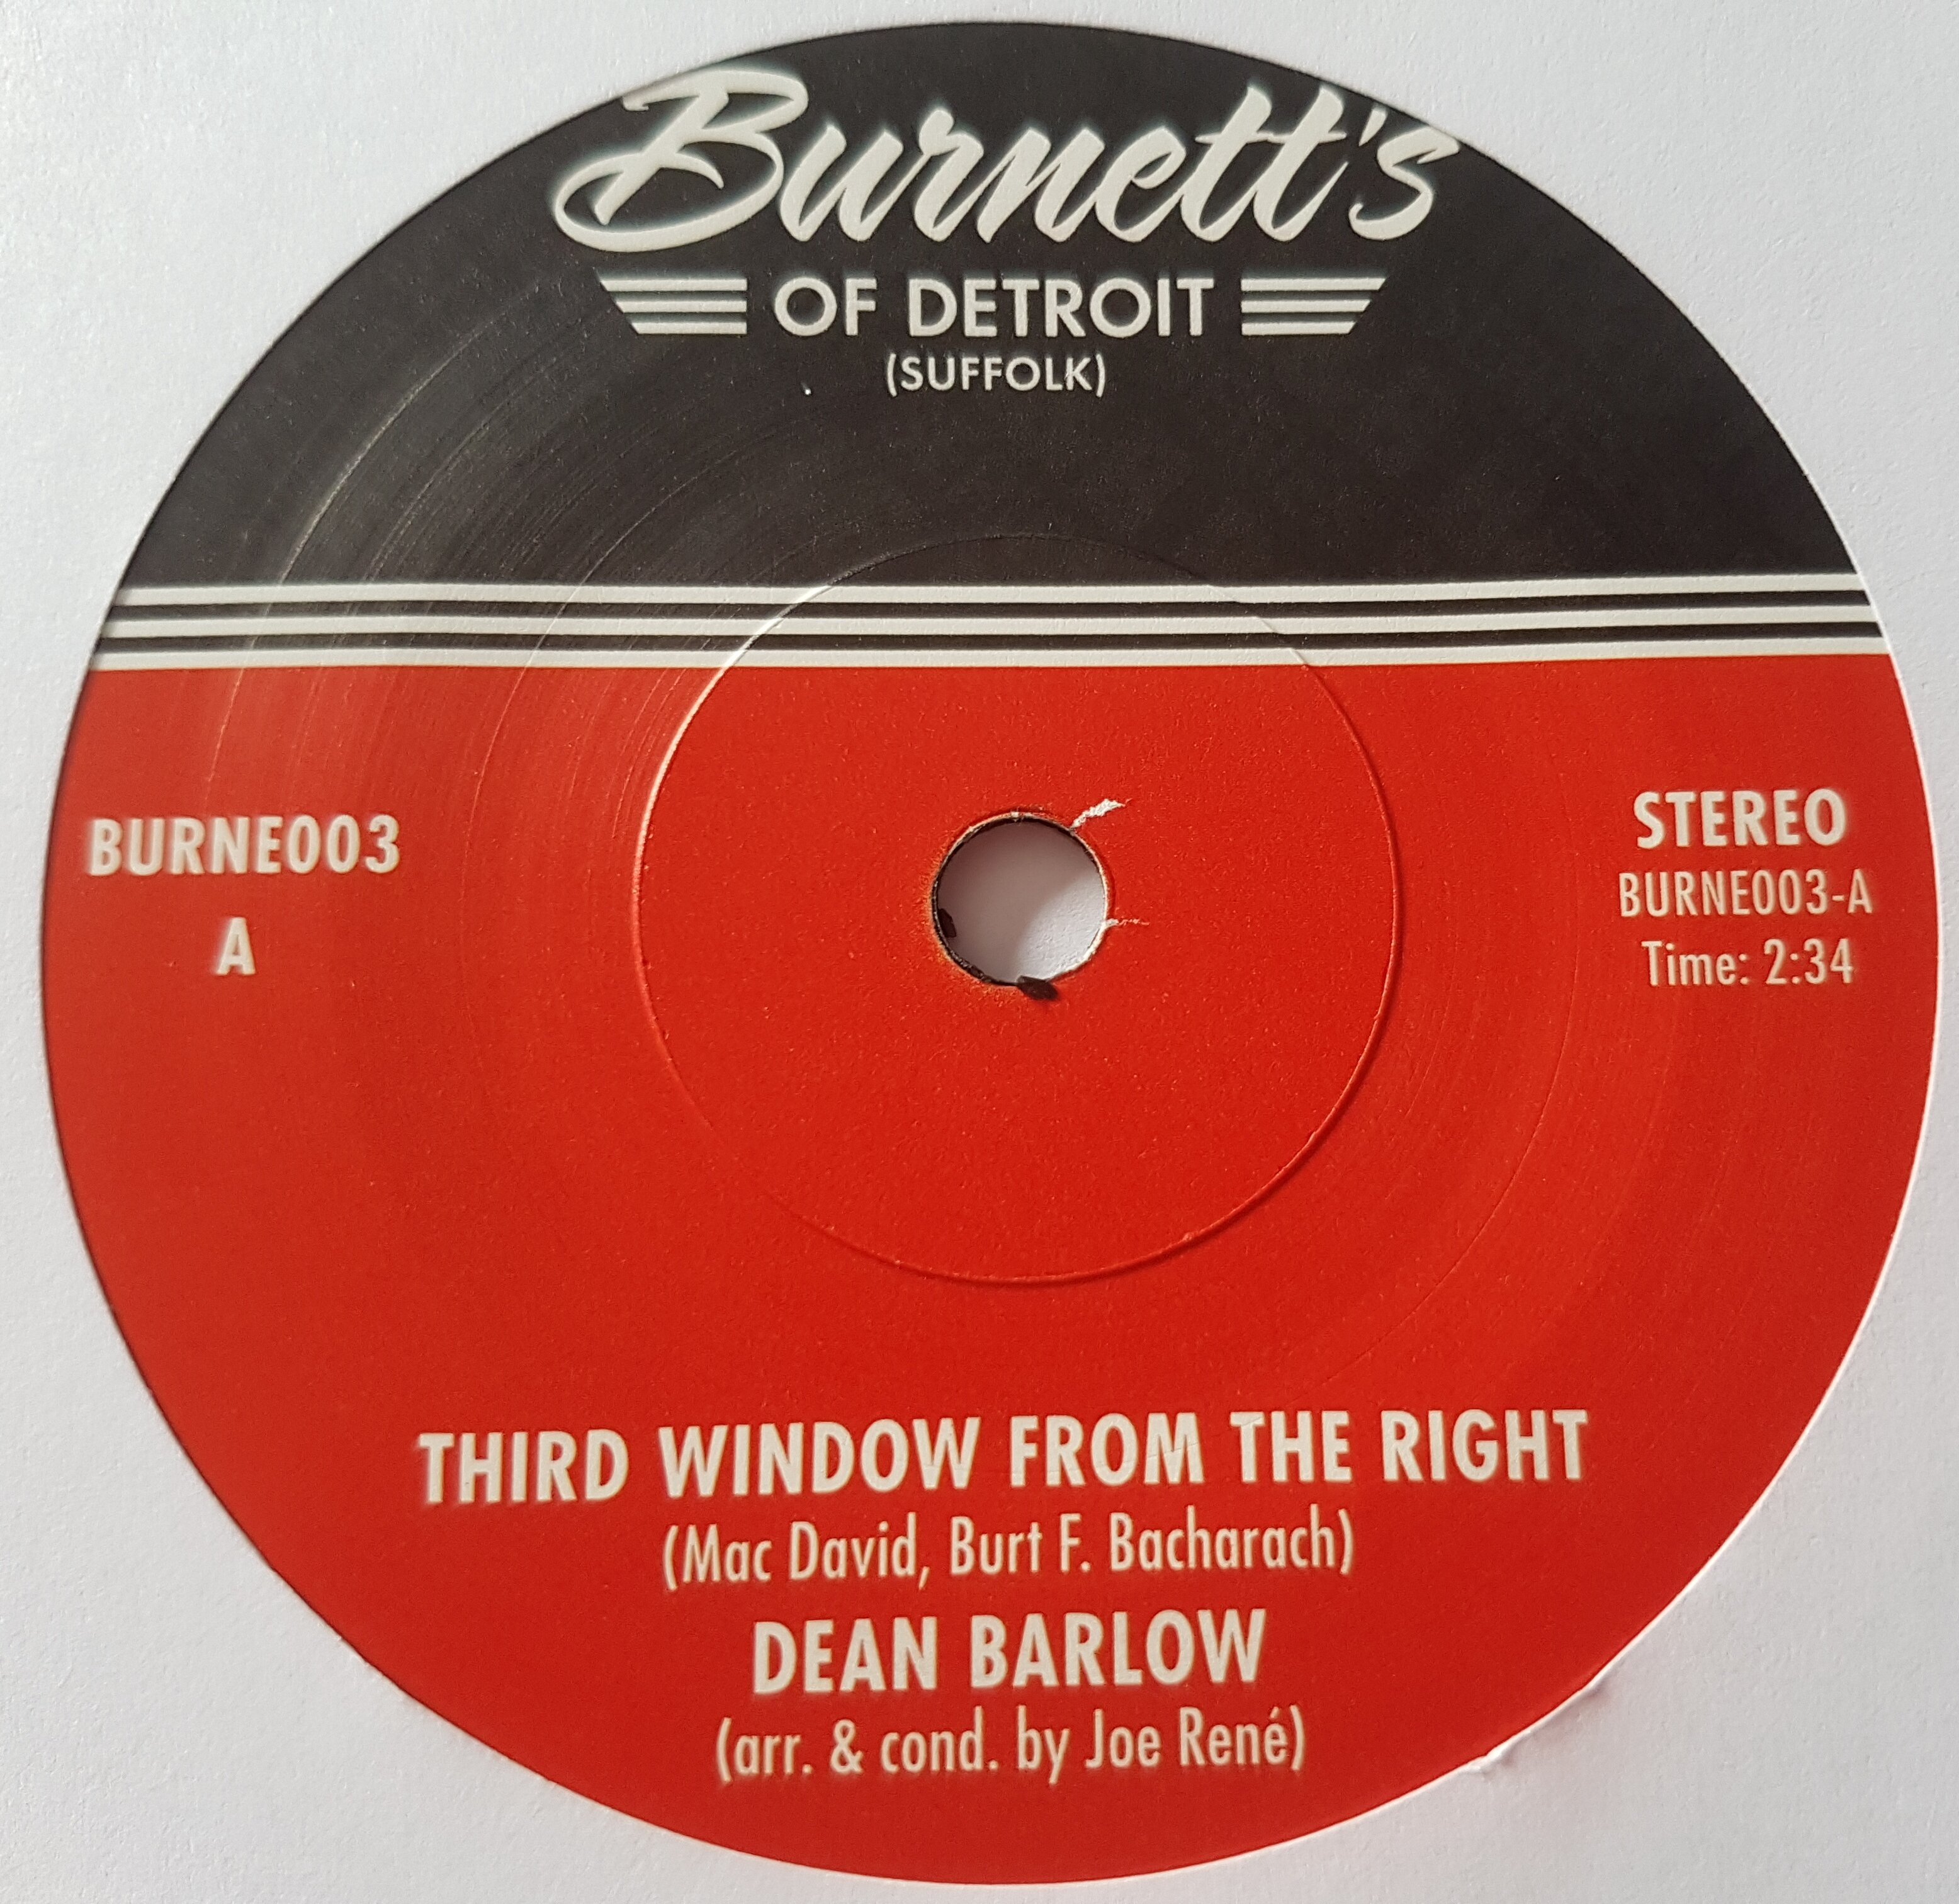 Burnett's
OF DETROIT
(SUFFOLK)
BURNE003
A
STEREO
BURNE003-A
Time: 2:34
THIRD WINDOW FROM THE RIGHT
(Mac David, Burt F. Bacharach)
DEAN BARLOW
(arr. & cond. by Joe René)